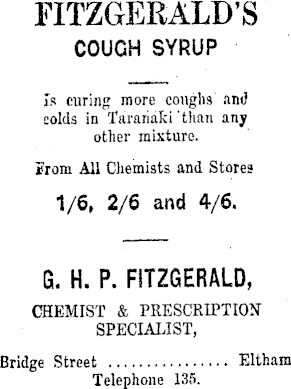 FITZGERALD'S
COUGH SYRUP
Is curing more coughs and
colds in Taranaki than any
other mixture.
From All Chemists and Stores
1/6, 2/6 and 4/6.
G. H. P. FITZGERALD,
CHEMIST & PRESCRIPTION
SPECIALIST,
Bridge Street ................ Eltham
Telephone 135.